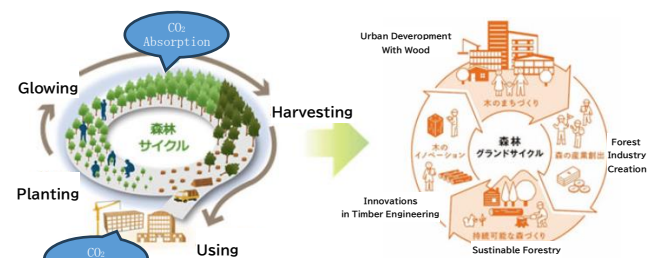 CO₂
Absorption
Glowing
Harvesting
森林
サイクル
Planting
Using
CO₂
Urban Deveropment
With Wood
木のまちづくり
木の
イノベーション
森林
グランドサイクル
森の産業創出
Forest
Industry
Creation
Innovations
in Timber Engineering
持続可能な森づくり
Sustinable Forestry